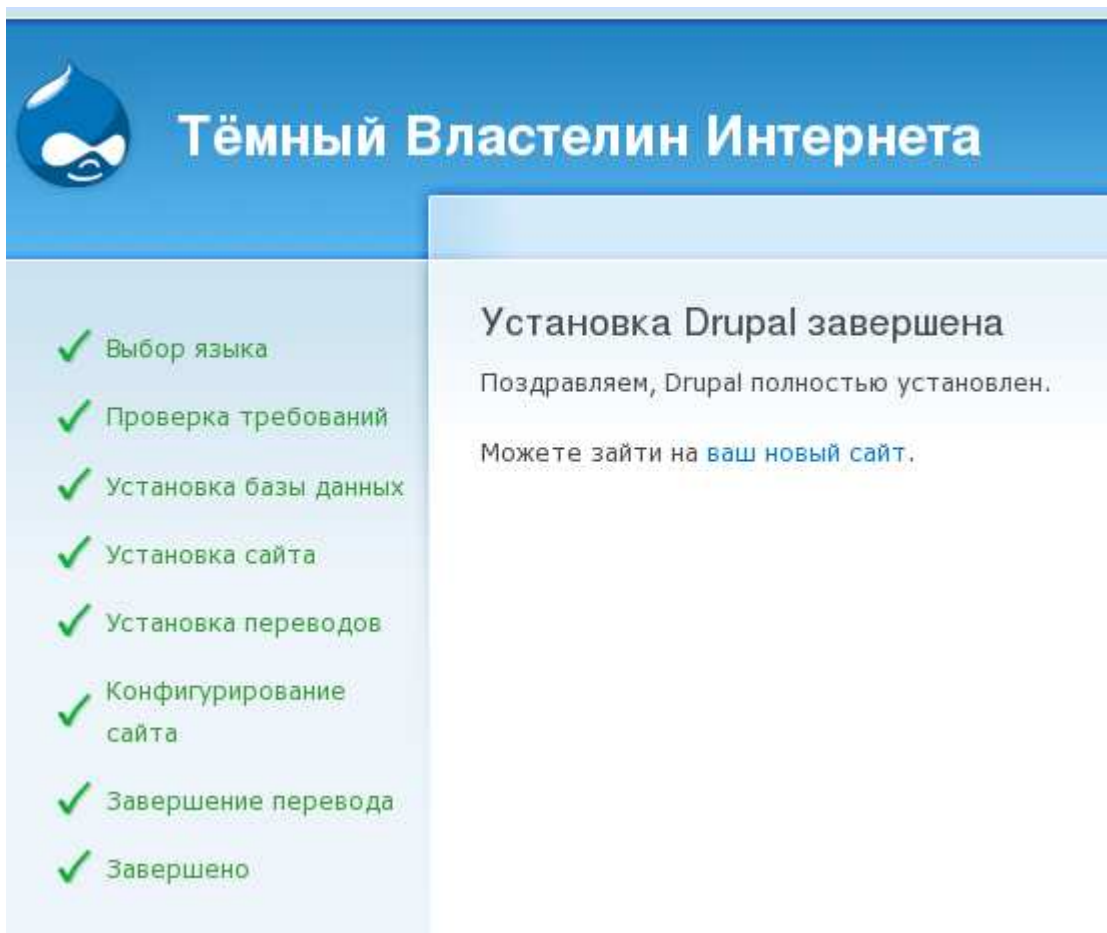 Тёмный Властелин Интернета
Выбор языка
Проверка требований
Установка базы данных
Установка сайта
Установка переводов
Конфигурирование
сайта
Завершение перевода
Завершено
Установка Drupal завершена
Поздравляем, Drupal полностью установлен.
Можете зайти на ваш новый сайт.